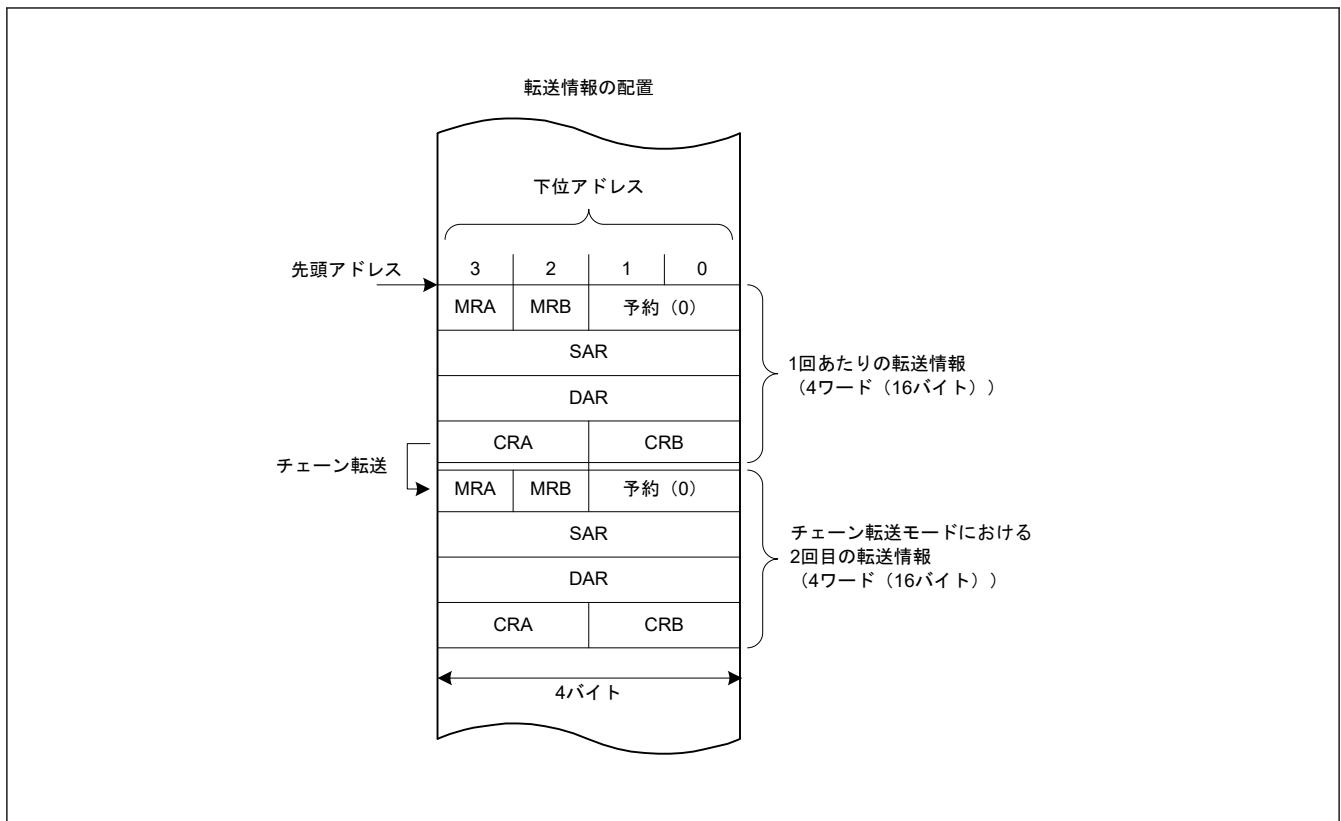 転送情報の配置
下位アドレス
先頭アドレス
3 2 1 0
MRA MRB 予約（0）
SAR
DAR
CRA CRB
1回あたりの転送情報
（4ワード（16バイト））
チェーン転送
MRA MRB 予約（0）
SAR
DAR
CRA CRB
チェーン転送モードにおける
2回目の転送情報
（4ワード（16バイト））
4バイト